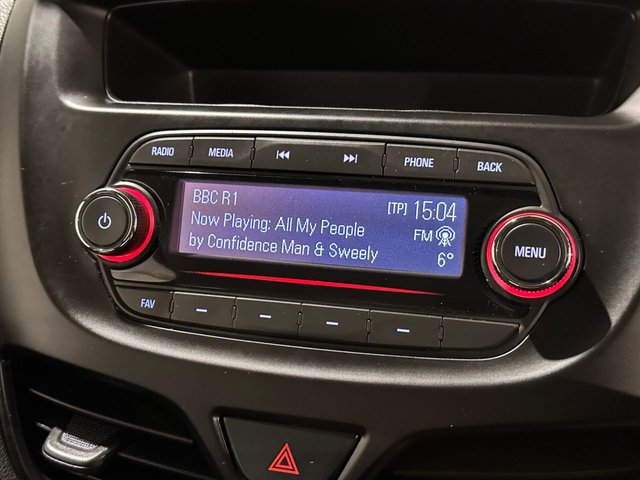 RADIO MEDIA PHONE BACK
BBC R1
[TP] 15:04
Now Playing: All My People
FM
by Confidence Man & Sweely
6°
MENU
FAV